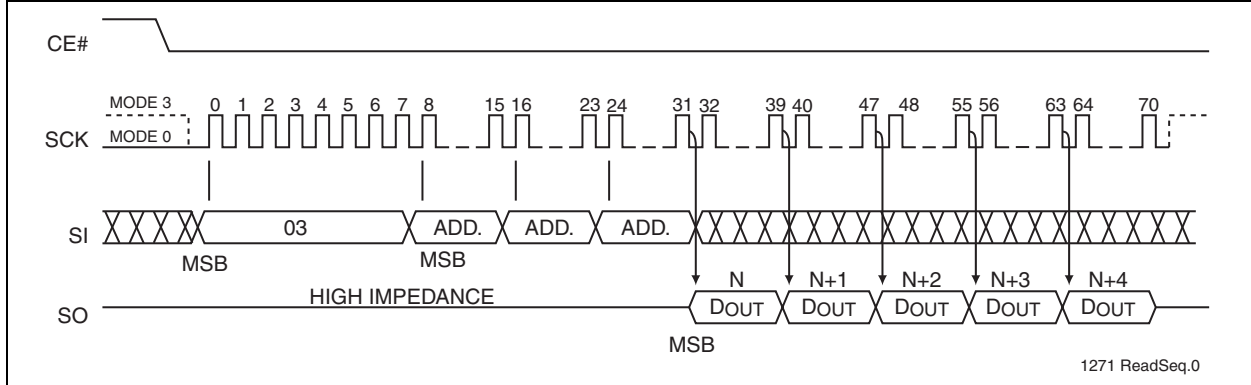 CE#
MODE 3
0 1 2 3 4 5 6 7 8 15 16 23 24 31 32 39 40 47 48 55 56 63 64 70
SCK
MODE 0
SI
03 ADD. ADD. ADD.
MSB MSB
HIGH IMPEDANCE
N N+1 N+2 N+3 N+4
SO
DOUT DOUT DOUT DOUT DOUT
MSB
1271 ReadSeq.0